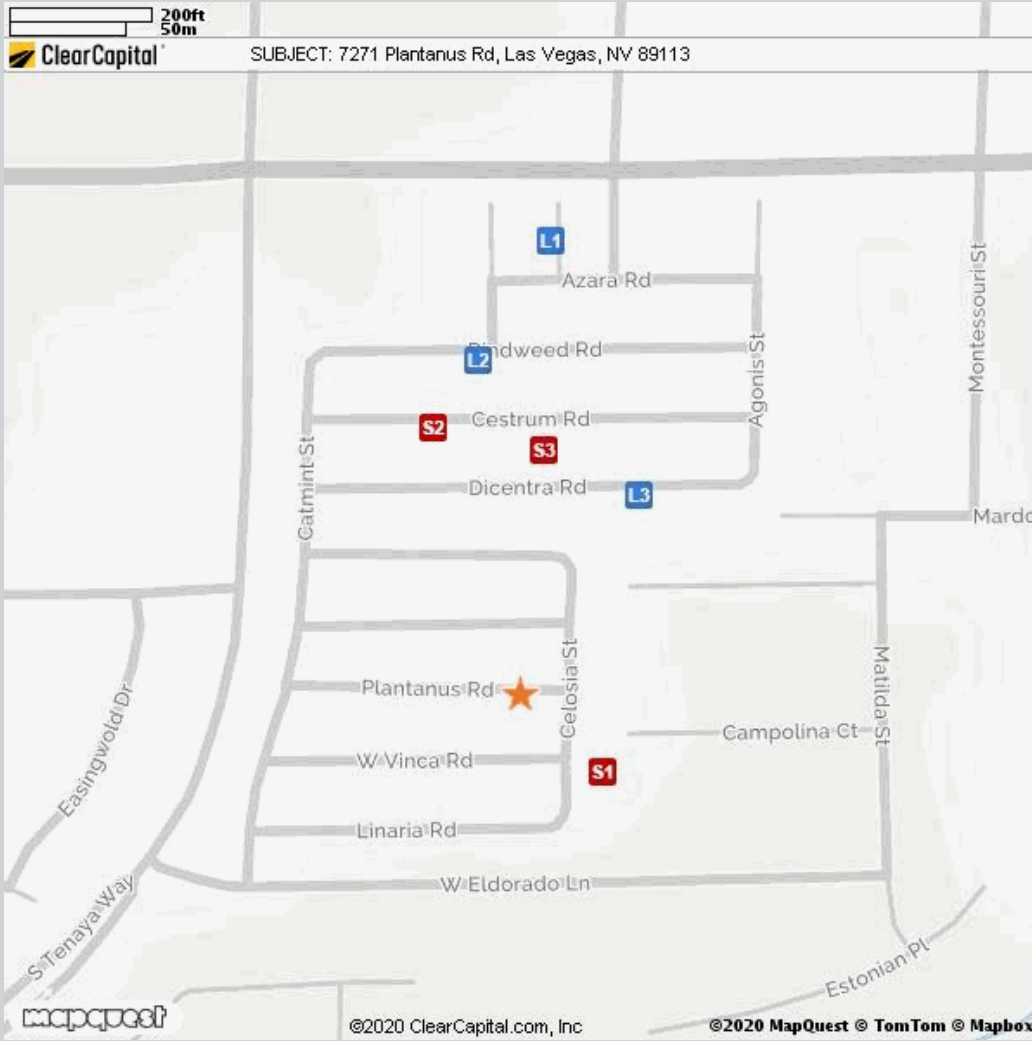 200ft
50m
ClearCapital
SUBJECT: 7271 Plantanus Rd, Las Vegas, NV 89113
L1
Azara Rd
Montessouri St
L2
Bindweed Rd
Agonis St
S2
Cestrum Rd
S3
Catmint St
Dicentra Rd
L3
Mardo
Celosia St
Matilda St
Plantanus Rd
Easingwold Dr
Campolina Ct
W Vinca Rd
S1
Linaria Rd
W Eldorado Ln
S Tenaya Way
Estonian Pl
mapquest
©2020 ClearCapital.com, Inc
©2020 MapQuest © TomTom © Mapbox